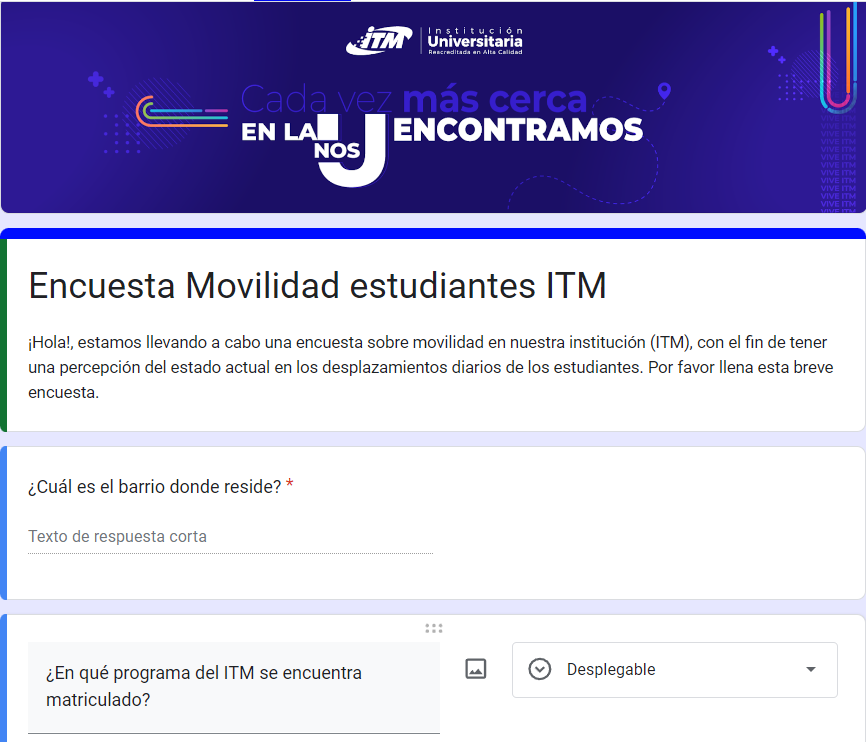 iTM Institución
Universitaria
Reacreditada en Alta Calidad
Cada vez más cerca
EN LA U ENCONTRAMOS
NOS
VIVE ITM
VIVE ITM
VIVE ITM
VIVE ITM
VIVE ITM
Encuesta Movilidad estudiantes ITM
¡Hola!, estamos llevando a cabo una encuesta sobre movilidad en nuestra institución (ITM), con el fin de tener
una percepción del estado actual en los desplazamientos diarios de los estudiantes. Por favor llena esta breve
encuesta.
¿Cuál es el barrio donde reside? *
Texto de respuesta corta
¿En qué programa del ITM se encuentra
matriculado?
Desplegable